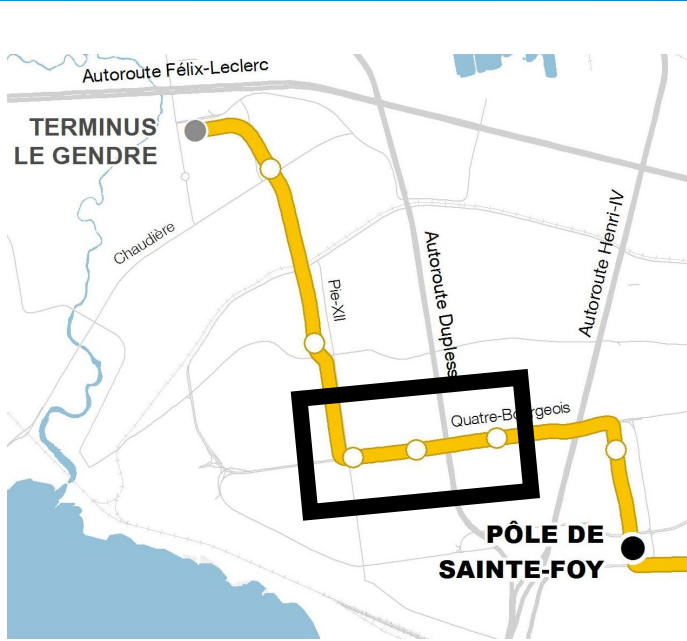 Autoroute Félix-Leclerc
TERMINUS
LE GENDRE
Chaudière
Pie-XII
Autoroute Dupless
Autoroute Henri-IV
Quatre-Bourgeois
PÔLE DE
SAINTE-FOY